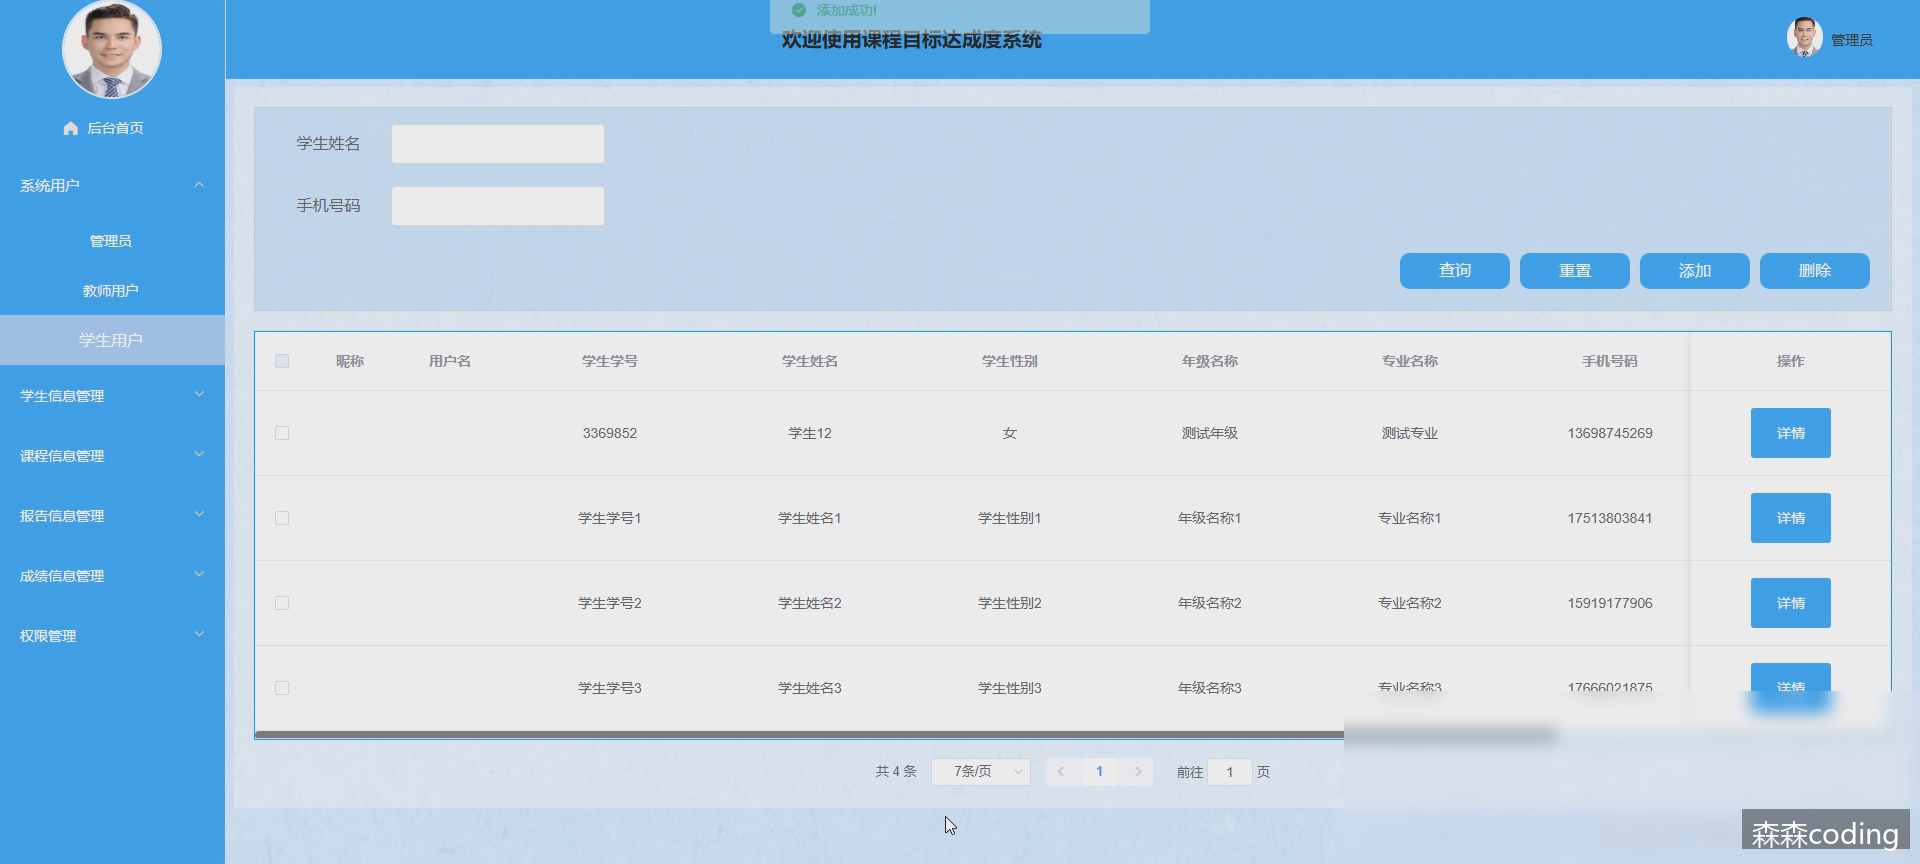 添加成功!
欢迎使用课程目标达成度系统
管理员
后台首页
系统用户
管理员
教师用户
学生用户
学生信息管理
课程信息管理
报告信息管理
成绩信息管理
权限管理
学生姓名
手机号码
查询 重置 添加 删除
昵称 用户名 学生学号 学生姓名 学生性别 年级名称 专业名称 手机号码 操作
3369852 学生12 女 测试年级 测试专业 13698745269 详情
学生学号1 学生姓名1 学生性别1 年级名称1 专业名称1 17513803841 详情
学生学号2 学生姓名2 学生性别2 年级名称2 专业名称2 15919177906 详情
学生学号3 学生姓名3 学生性别3 年级名称3 专业名称3 17666021875 详情
共 4 条 7条/页 1 前往 1 页
森森coding